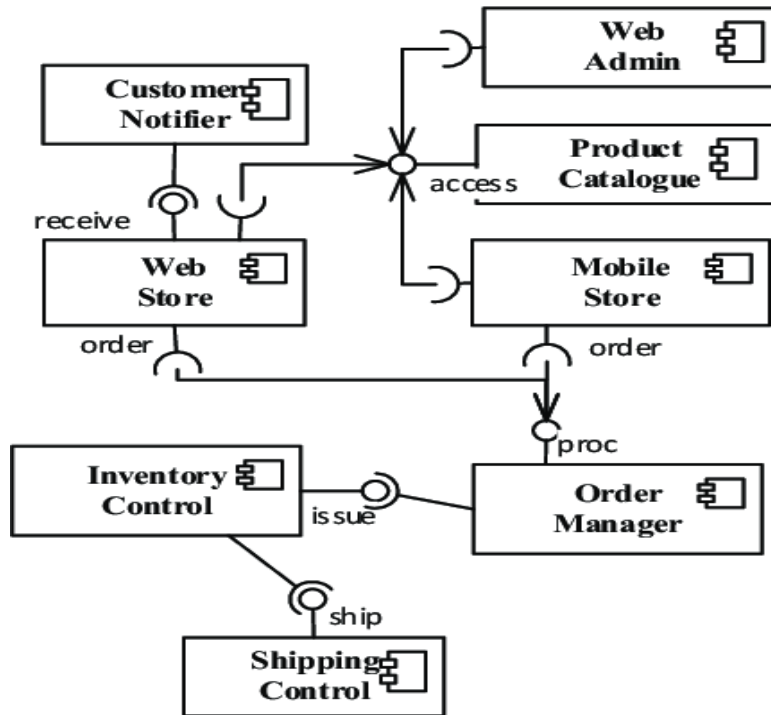 Web
Admin
Customer
Notifier
Product
Catalogue
access
receive
Web
Store
Mobile
Store
order
order
proc
Inventory
Control
issue
Order
Manager
ship
Shipping
Control